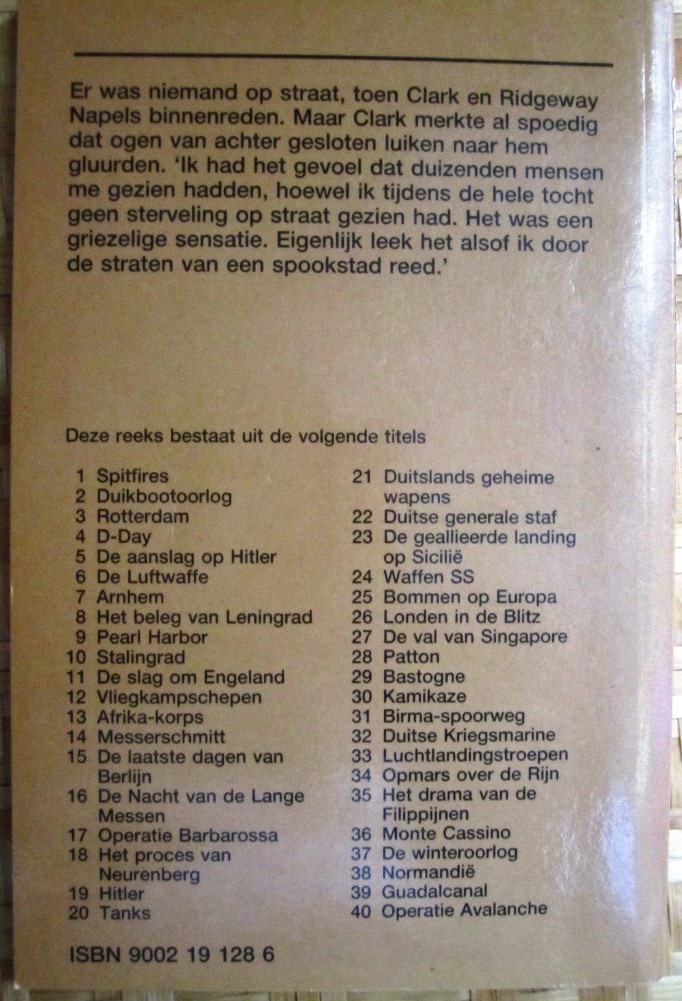 Er was niemand op straat, toen Clark en Ridgeway
Napels binnenreden. Maar Clark merkte al spoedig
dat ogen van achter gesloten luiken naar hem
gluurden. ‘Ik had het gevoel dat duizenden mensen
me gezien hadden, hoewel ik tijdens de hele tocht
geen sterveling op straat gezien had. Het was een
griezelige sensatie. Eigenlijk leek het alsof ik door
de straten van een spookstad reed.’
Deze reeks bestaat uit de volgende titels
1 Spitfires
2 Duikbootoorlog
3 Rotterdam
4 D-Day
5 De aanslag op Hitler
6 De Luftwaffe
7 Arnhem
8 Het beleg van Leningrad
9 Pearl Harbor
10 Stalingrad
11 De slag om Engeland
12 Vliegkampschepen
13 Afrika-korps
14 Messerschmitt
15 De laatste dagen van
Berlijn
16 De Nacht van de Lange
Messen
17 Operatie Barbarossa
18 Het proces van
Neurenberg
19 Hitler
20 Tanks
21 Duitslands geheime
wapens
22 Duitse generale staf
23 De geallieerde landing
op Sicilië
24 Waffen SS
25 Bommen op Europa
26 Londen in de Blitz
27 De val van Singapore
28 Patton
29 Bastogne
30 Kamikaze
31 Birma-spoorweg
32 Duitse Kriegsmarine
33 Luchtlandingstroepen
34 Opmars over de Rijn
35 Het drama van de
Filippijnen
36 Monte Cassino
37 De winteroorlog
38 Normandië
39 Guadalcanal
40 Operatie Avalanche
ISBN 9002 19 128 6